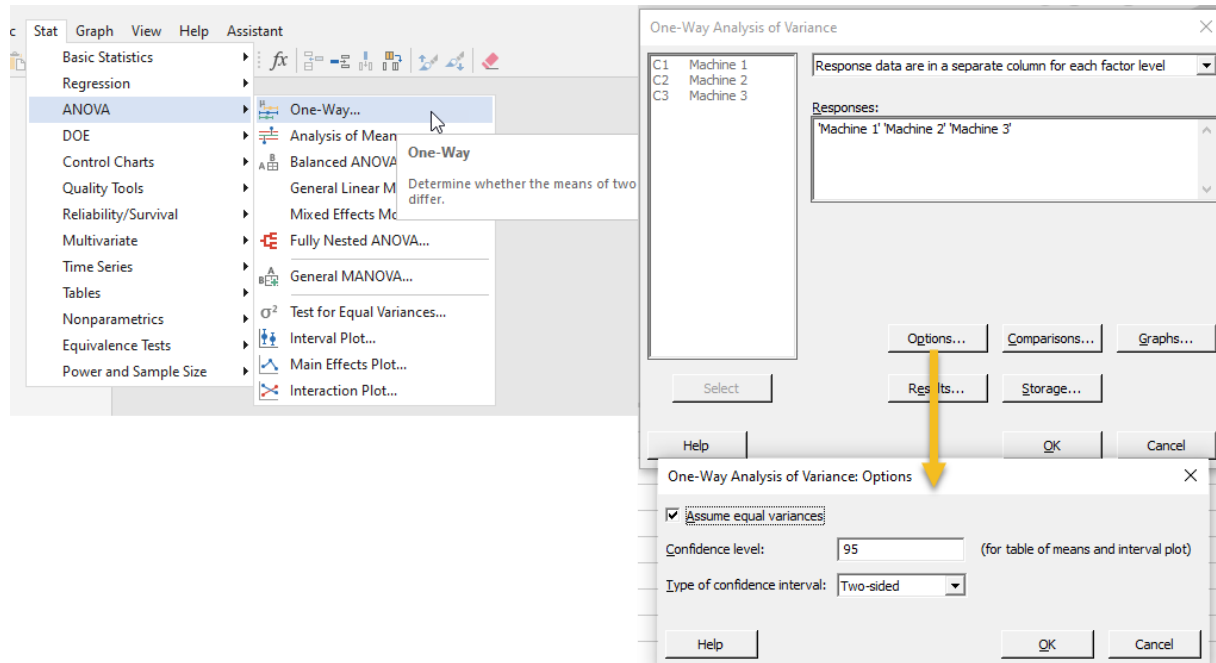 c Stat Graph View Help Assistant
Basic Statistics
fx
Regression
ANOVA
DOE
Control Charts
Quality Tools
Reliability/Survival
Multivariate
Time Series
Tables
Nonparametrics
Equivalence Tests
Power and Sample Size
One-Way...
Analysis of Mean
Balanced ANOVA
General Linear M
Mixed Effects Mo
Fully Nested ANOVA...
General MANOVA...
σ² Test for Equal Variances...
Interval Plot...
Main Effects Plot...
Interaction Plot...
One-Way
Determine whether the means of two
differ.
One-Way Analysis of Variance
C1 Machine 1
C2 Machine 2
C3 Machine 3
Response data are in a separate column for each factor level
Responses:
'Machine 1' 'Machine 2' 'Machine 3'
Options... Comparisons... Graphs...
Select Results... Storage...
Help OK Cancel
One-Way Analysis of Variance: Options
Assume equal variances
Confidence level: 95 (for table of means and interval plot)
Type of confidence interval: Two-sided
Help OK Cancel